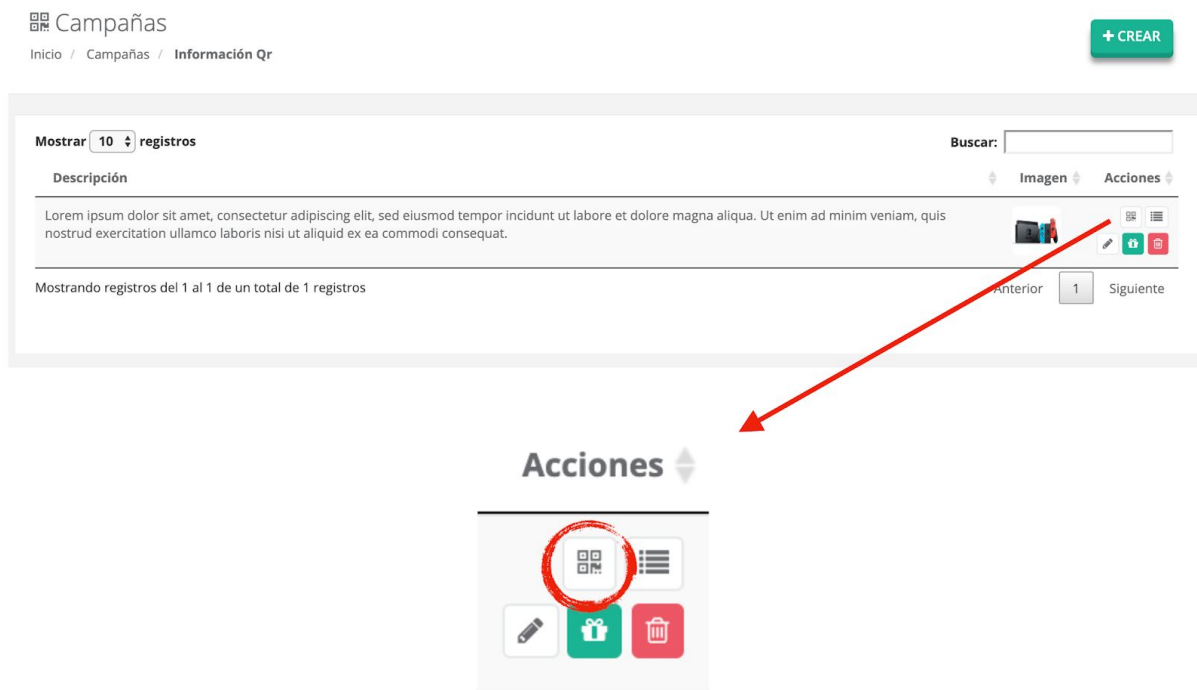 Campañas
+ CREAR
Inicio / Campañas / Información Qr
Mostrar 10 registros
Buscar:
Descripción
Imagen
Acciones
Lorem ipsum dolor sit amet, consectetur adipiscing elit, sed eiusmod tempor incidunt ut labore et dolore magna aliqua. Ut enim ad minim veniam, quis
nostrud exercitation ullamco laboris nisi ut aliquid ex ea commodi consequat.
Mostrando registros del 1 al 1 de un total de 1 registros
Anterior 1 Siguiente
Acciones